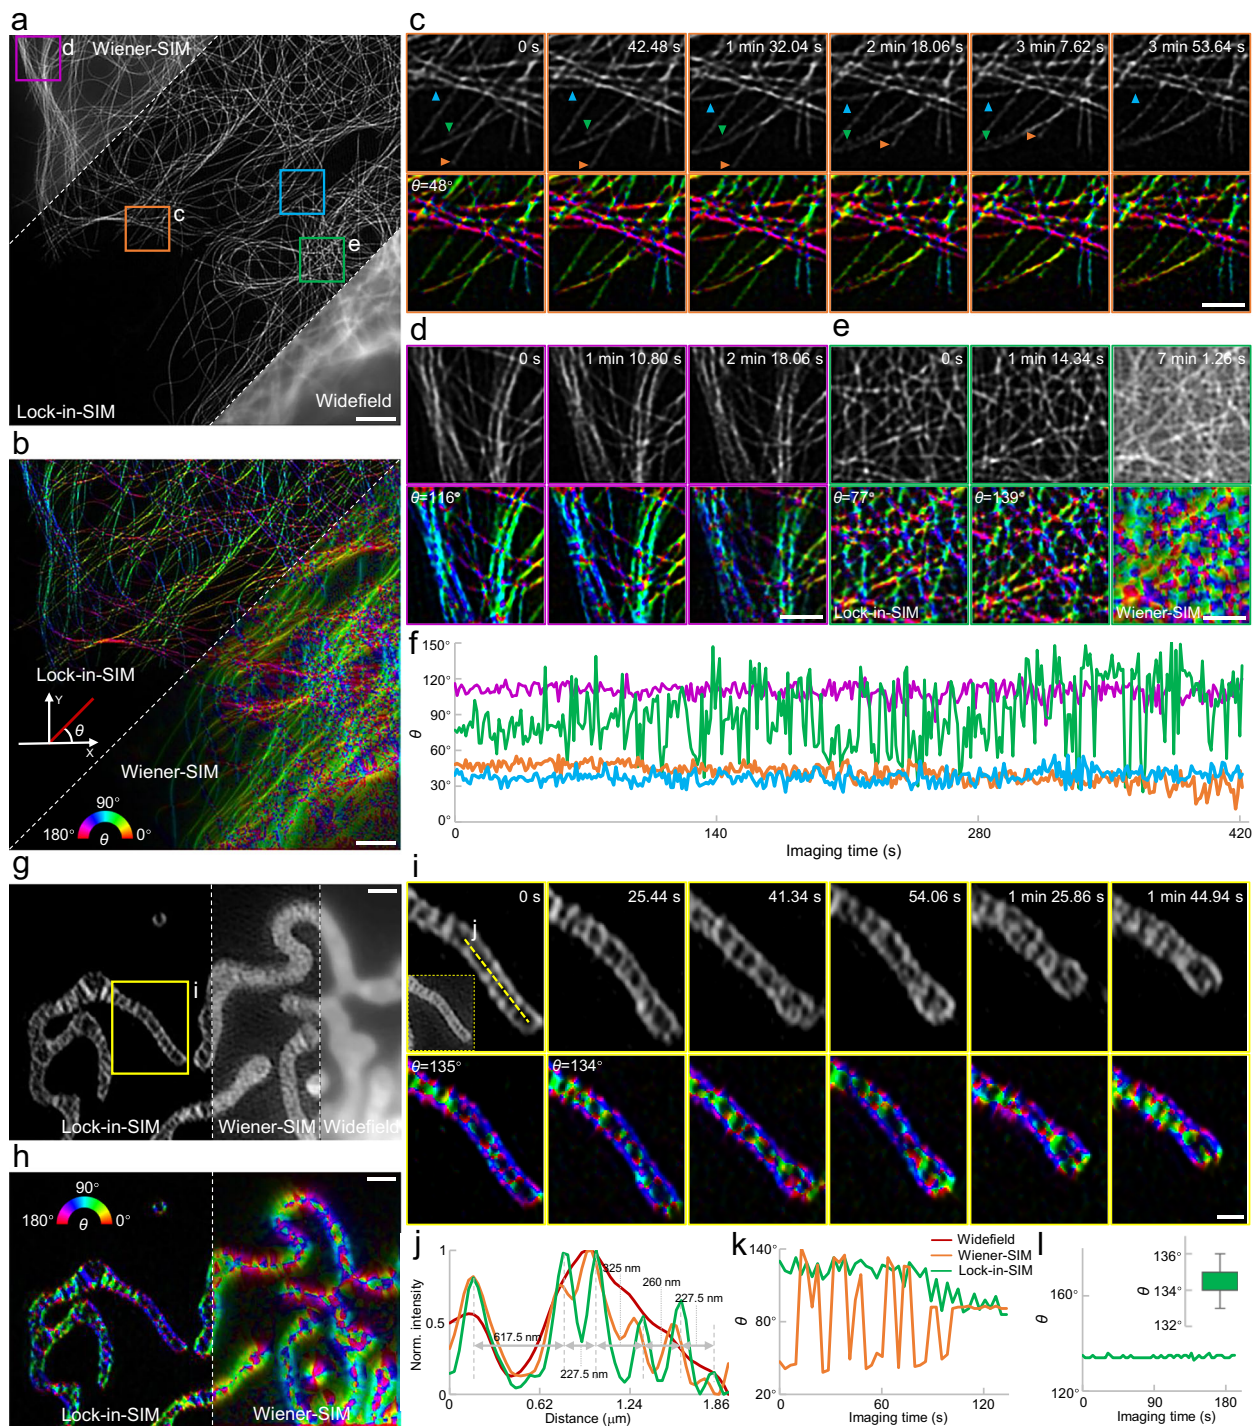 a
d
Wiener-SIM
c
e
Lock-in-SIM
Widefield
b
Lock-in-SIM
Y
θ
X
Wiener-SIM
90°
180°
θ
0°
c
0 s
42.48 s
1 min 32.04 s
2 min 18.06 s
3 min 7.62 s
3 min 53.64 s
θ=48°
d
0 s
1 min 10.80 s
2 min 18.06 s
θ=116°
e
0 s
1 min 14.34 s
7 min 1.26 s
θ=77°
θ=139°
Lock-in-SIM
Wiener-SIM
f
150°
120°
90°
60°
30°
0°
θ
0
140
280
420
Imaging time (s)
g
i
Lock-in-SIM
Wiener-SIM
Widefield
h
90°
180°
θ
0°
Lock-in-SIM
Wiener-SIM
i
0 s
25.44 s
41.34 s
54.06 s
1 min 25.86 s
1 min 44.94 s
j
θ=135°
θ=134°
j
1
0.5
0
Norm. intensity
617.5 nm
227.5 nm
325 nm
260 nm
227.5 nm
0
0.62
1.24
1.86
Distance (μm)
k
Widefield
Wiener-SIM
Lock-in-SIM
140°
80°
20°
θ
0
60
120
Imaging time (s)
l
160°
120°
θ
136°
134°
132°
θ
0
90
180
Imaging time (s)